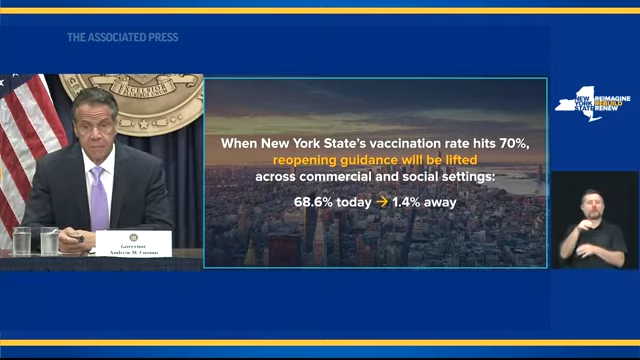 THE ASSOCIATED PRESS
EXCELSIOR
When New York State's vaccination rate hits 70%,
reopening guidance will be lifted
across commercial and social settings:
68.6% today → 1.4% away
NEW
YORK
STATE
REIMAGINE
REBUILD
RENEW
Governor
Andrew M. Cuomo